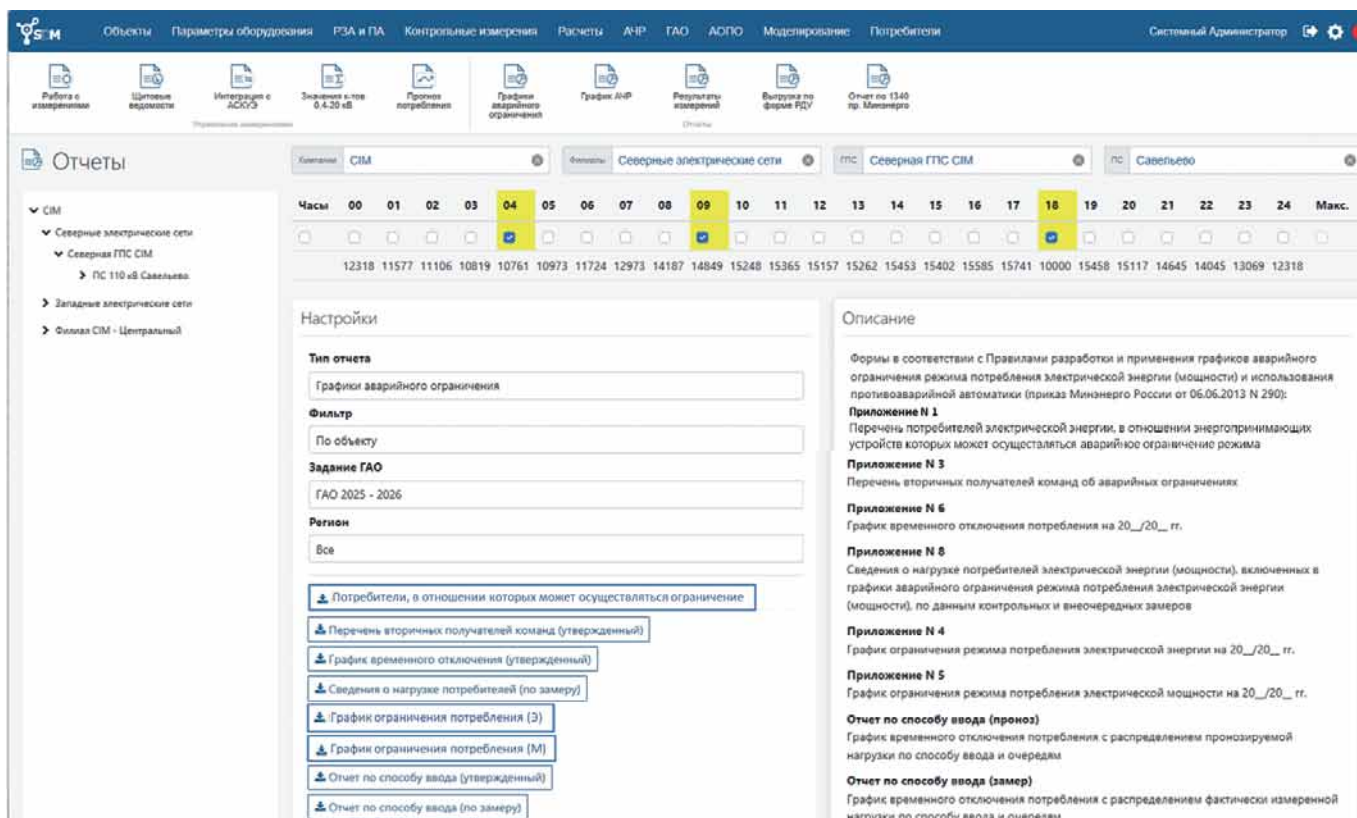 SIM
Объекты Параметры оборудования РЗА и ПА Контрольные измерения Расчеты АЧР ГАО АОПО Моделирование Потребители Системный Администратор
Работа с измерениями
Щитовые ведомости
Интеграция с АСКУЭ
Значения к-тов 0,4-20 кВ
Прогноз потребления
Графики аварийного ограничения
График АЧР
Результаты измерений
Выгрузка по форме РДУ
Отчет по 1340 пр. Минэнерго
Управление измерениями Отчеты
Отчеты
Компания CIM Филиалы Северные электрические сети ГПС Северная ГПС CIM ПС Савельево
Часы 00 01 02 03 04 05 06 07 08 09 10 11 12 13 14 15 16 17 18 19 20 21 22 23 24 Макс.
12318 11577 11106 10819 10761 10973 11724 12973 14187 14849 15248 15365 15157 15262 15453 15402 15585 15741 10000 15458 15117 14645 14045 13069 12318
CIM
Северные электрические сети
Северная ГПС CIM
ПС 110 кВ Савельево
Западные электрические сети
Филиал CIM - Центральный
Настройки
Тип отчета
Графики аварийного ограничения
Фильтр
По объекту
Задание ГАО
ГАО 2025 - 2026
Регион
Все
Потребители, в отношении которых может осуществляться ограничение
Перечень вторичных получателей команд (утвержденный)
График временного отключения (утвержденный)
Сведения о нагрузке потребителей (по замеру)
График ограничения потребления (Э)
График ограничения потребления (М)
Отчет по способу ввода (утвержденный)
Отчет по способу ввода (по замеру)
Описание
Формы в соответствии с Правилами разработки и применения графиков аварийного
ограничения режима потребления электрической энергии (мощности) и использования
противоаварийной автоматики (приказ Минэнерго России от 06.06.2013 N 290):
Приложение N 1
Перечень потребителей электрической энергии, в отношении энергопринимающих
устройств которых может осуществляться аварийное ограничение режима
Приложение N 3
Перечень вторичных получателей команд об аварийных ограничениях
Приложение N 6
График временного отключения потребления на 20__/20__ гг.
Приложение N 8
Сведения о нагрузке потребителей электрической энергии (мощности), включенных в
графики аварийного ограничения режима потребления электрической энергии
(мощности), по данным контрольных и внеочередных замеров
Приложение N 4
График ограничения режима потребления электрической энергии на 20__/20__ гг.
Приложение N 5
График ограничения режима потребления электрической мощности на 20__/20__ гг.
Отчет по способу ввода (проноз)
График временного отключения потребления с распределением пронозируемой
нагрузки по способу ввода и очередям
Отчет по способу ввода (замер)
График временного отключения потребления с распределением фактически измеренной
нагрузки по способу ввода и очередям